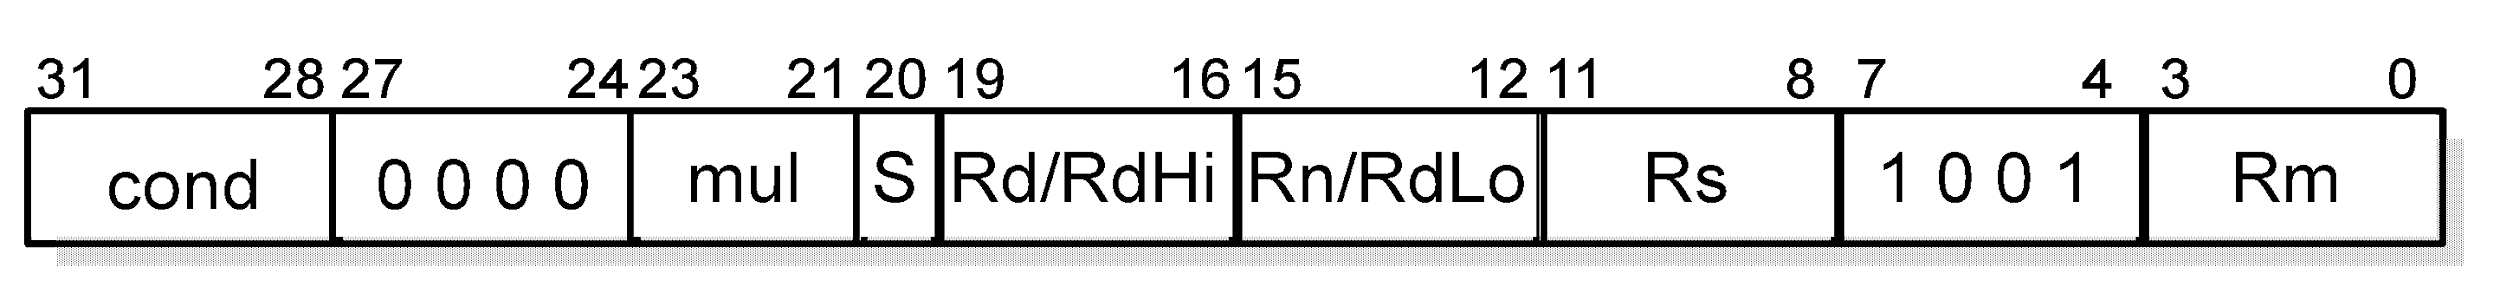 31 28 27 24 23 21 20 19 16 15 12 11 8 7 4 3 0
cond 0 0 0 0 mul S Rd/RdHi Rn/RdLo Rs 1 0 0 1 Rm